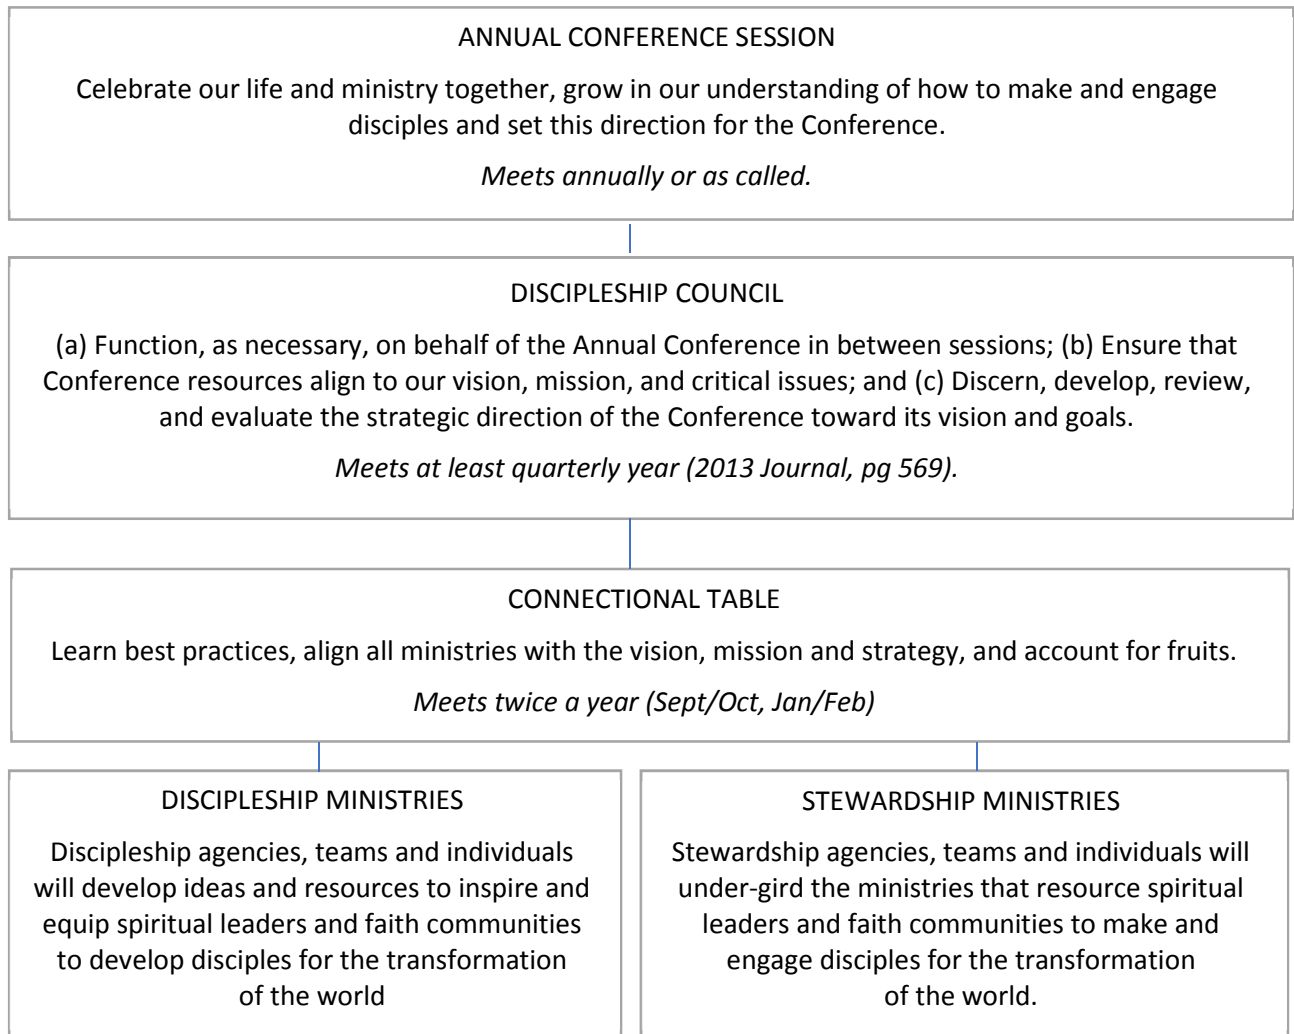 ANNUAL CONFERENCE SESSION
Celebrate our life and ministry together, grow in our understanding of how to make and engage
disciples and set this direction for the Conference.
Meets annually or as called.
DISCIPLESHIP COUNCIL
(a) Function, as necessary, on behalf of the Annual Conference in between sessions; (b) Ensure that
Conference resources align to our vision, mission, and critical issues; and (c) Discern, develop, review,
and evaluate the strategic direction of the Conference toward its vision and goals.
Meets at least quarterly year (2013 Journal, pg 569).
CONNECTIONAL TABLE
Learn best practices, align all ministries with the vision, mission and strategy, and account for fruits.
Meets twice a year (Sept/Oct, Jan/Feb)
DISCIPLESHIP MINISTRIES
Discipleship agencies, teams and individuals
will develop ideas and resources to inspire and
equip spiritual leaders and faith communities
to develop disciples for the transformation
of the world
STEWARDSHIP MINISTRIES
Stewardship agencies, teams and individuals will
under-gird the ministries that resource spiritual
leaders and faith communities to make and
engage disciples for the transformation
of the world.